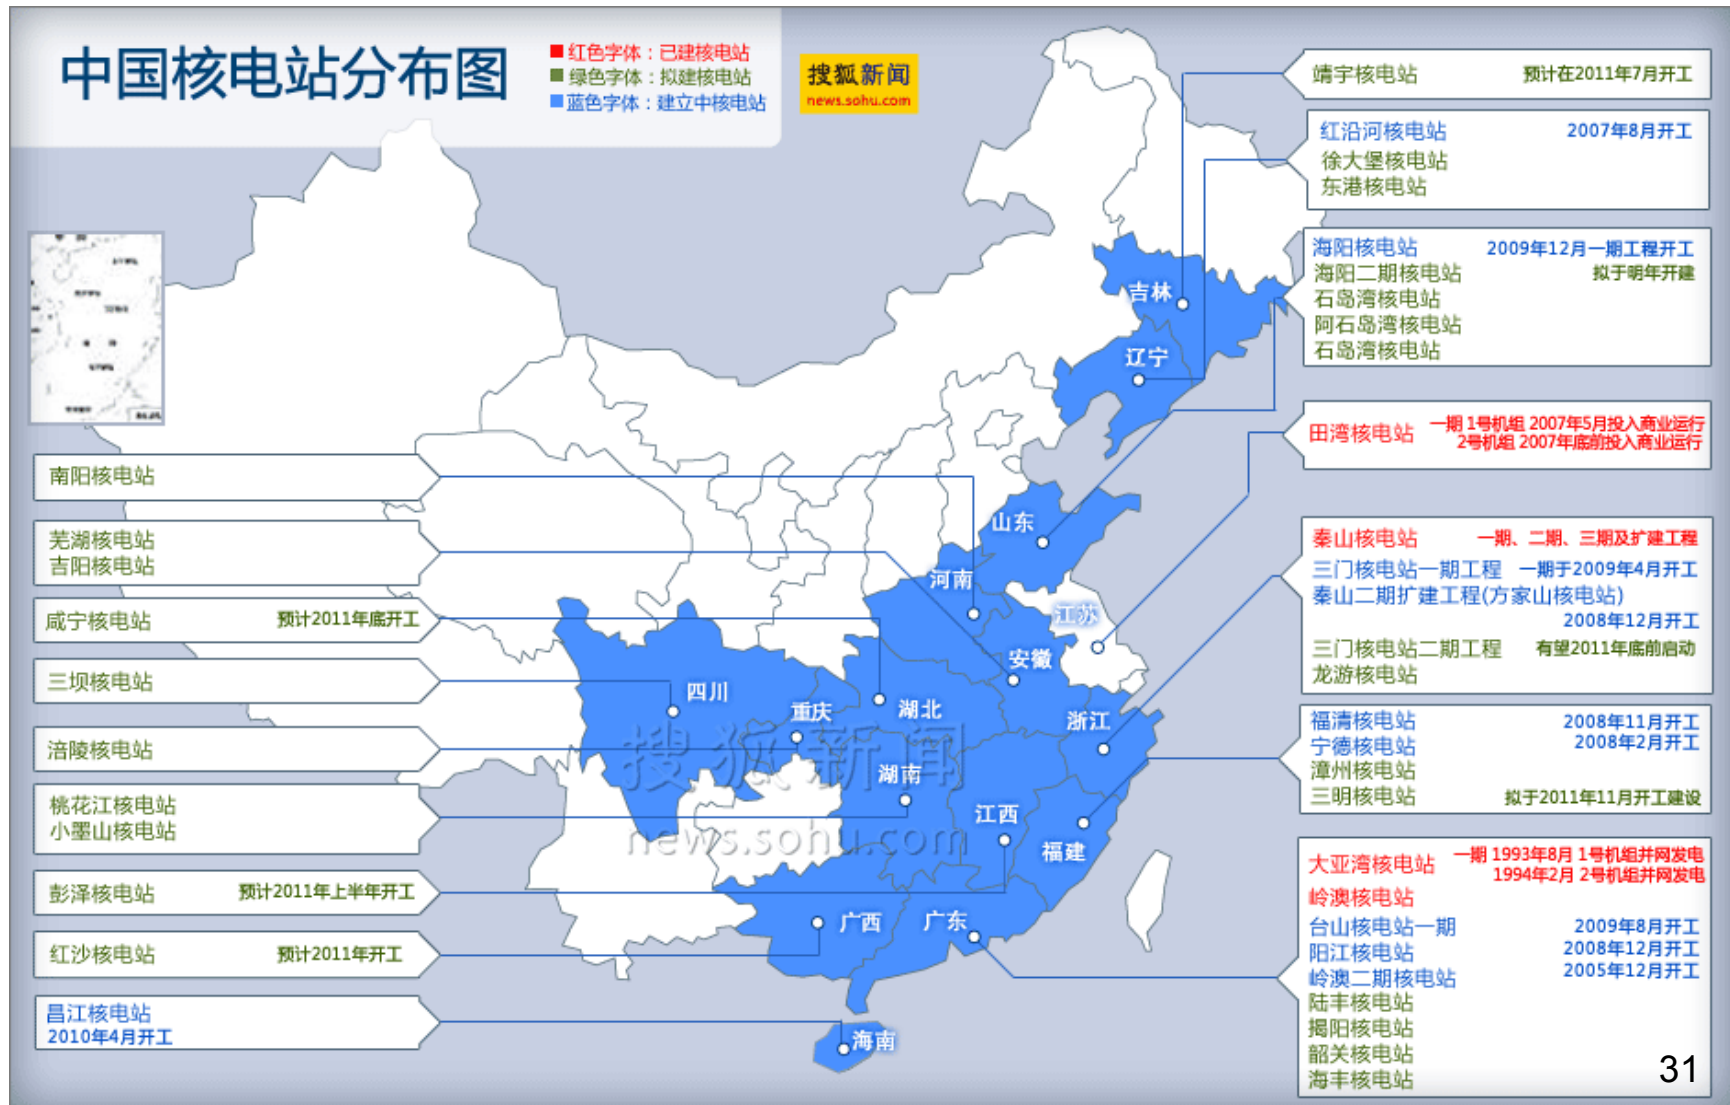 中国核电站分布图
红色字体：已建核电站
绿色字体：拟建核电站
蓝色字体：建立中核电站
搜狐新闻
news.sohu.com
靖宇核电站 预计在2011年7月开工
红沿河核电站 2007年8月开工
徐大堡核电站
东港核电站
海阳核电站 2009年12月一期工程开工
海阳二期核电站 拟于明年开建
石岛湾核电站
阿石岛湾核电站
石岛湾核电站
田湾核电站 一期 1号机组 2007年5月投入商业运行
2号机组 2007年底前投入商业运行
秦山核电站 一期、二期、三期及扩建工程
三门核电站一期工程 一期于2009年4月开工
秦山二期扩建工程(方家山核电站)
2008年12月开工
三门核电站二期工程 有望2011年底前启动
龙游核电站
福清核电站 2008年11月开工
宁德核电站 2008年2月开工
漳州核电站
三明核电站 拟于2011年11月开工建设
大亚湾核电站 一期 1993年8月 1号机组并网发电
1994年2月 2号机组并网发电
岭澳核电站
台山核电站一期 2009年8月开工
阳江核电站 2008年12月开工
岭澳二期核电站 2005年12月开工
陆丰核电站
揭阳核电站
韶关核电站
海丰核电站
南阳核电站
芜湖核电站
吉阳核电站
咸宁核电站 预计2011年底开工
三坝核电站
涪陵核电站
桃花江核电站
小墨山核电站
彭泽核电站 预计2011年上半年开工
红沙核电站 预计2011年开工
昌江核电站
2010年4月开工
吉林
辽宁
山东
河南
江苏
安徽
四川
重庆
湖北
浙江
搜狐新闻
湖南
江西
news.sohu.com
福建
广西
广东
海南
31